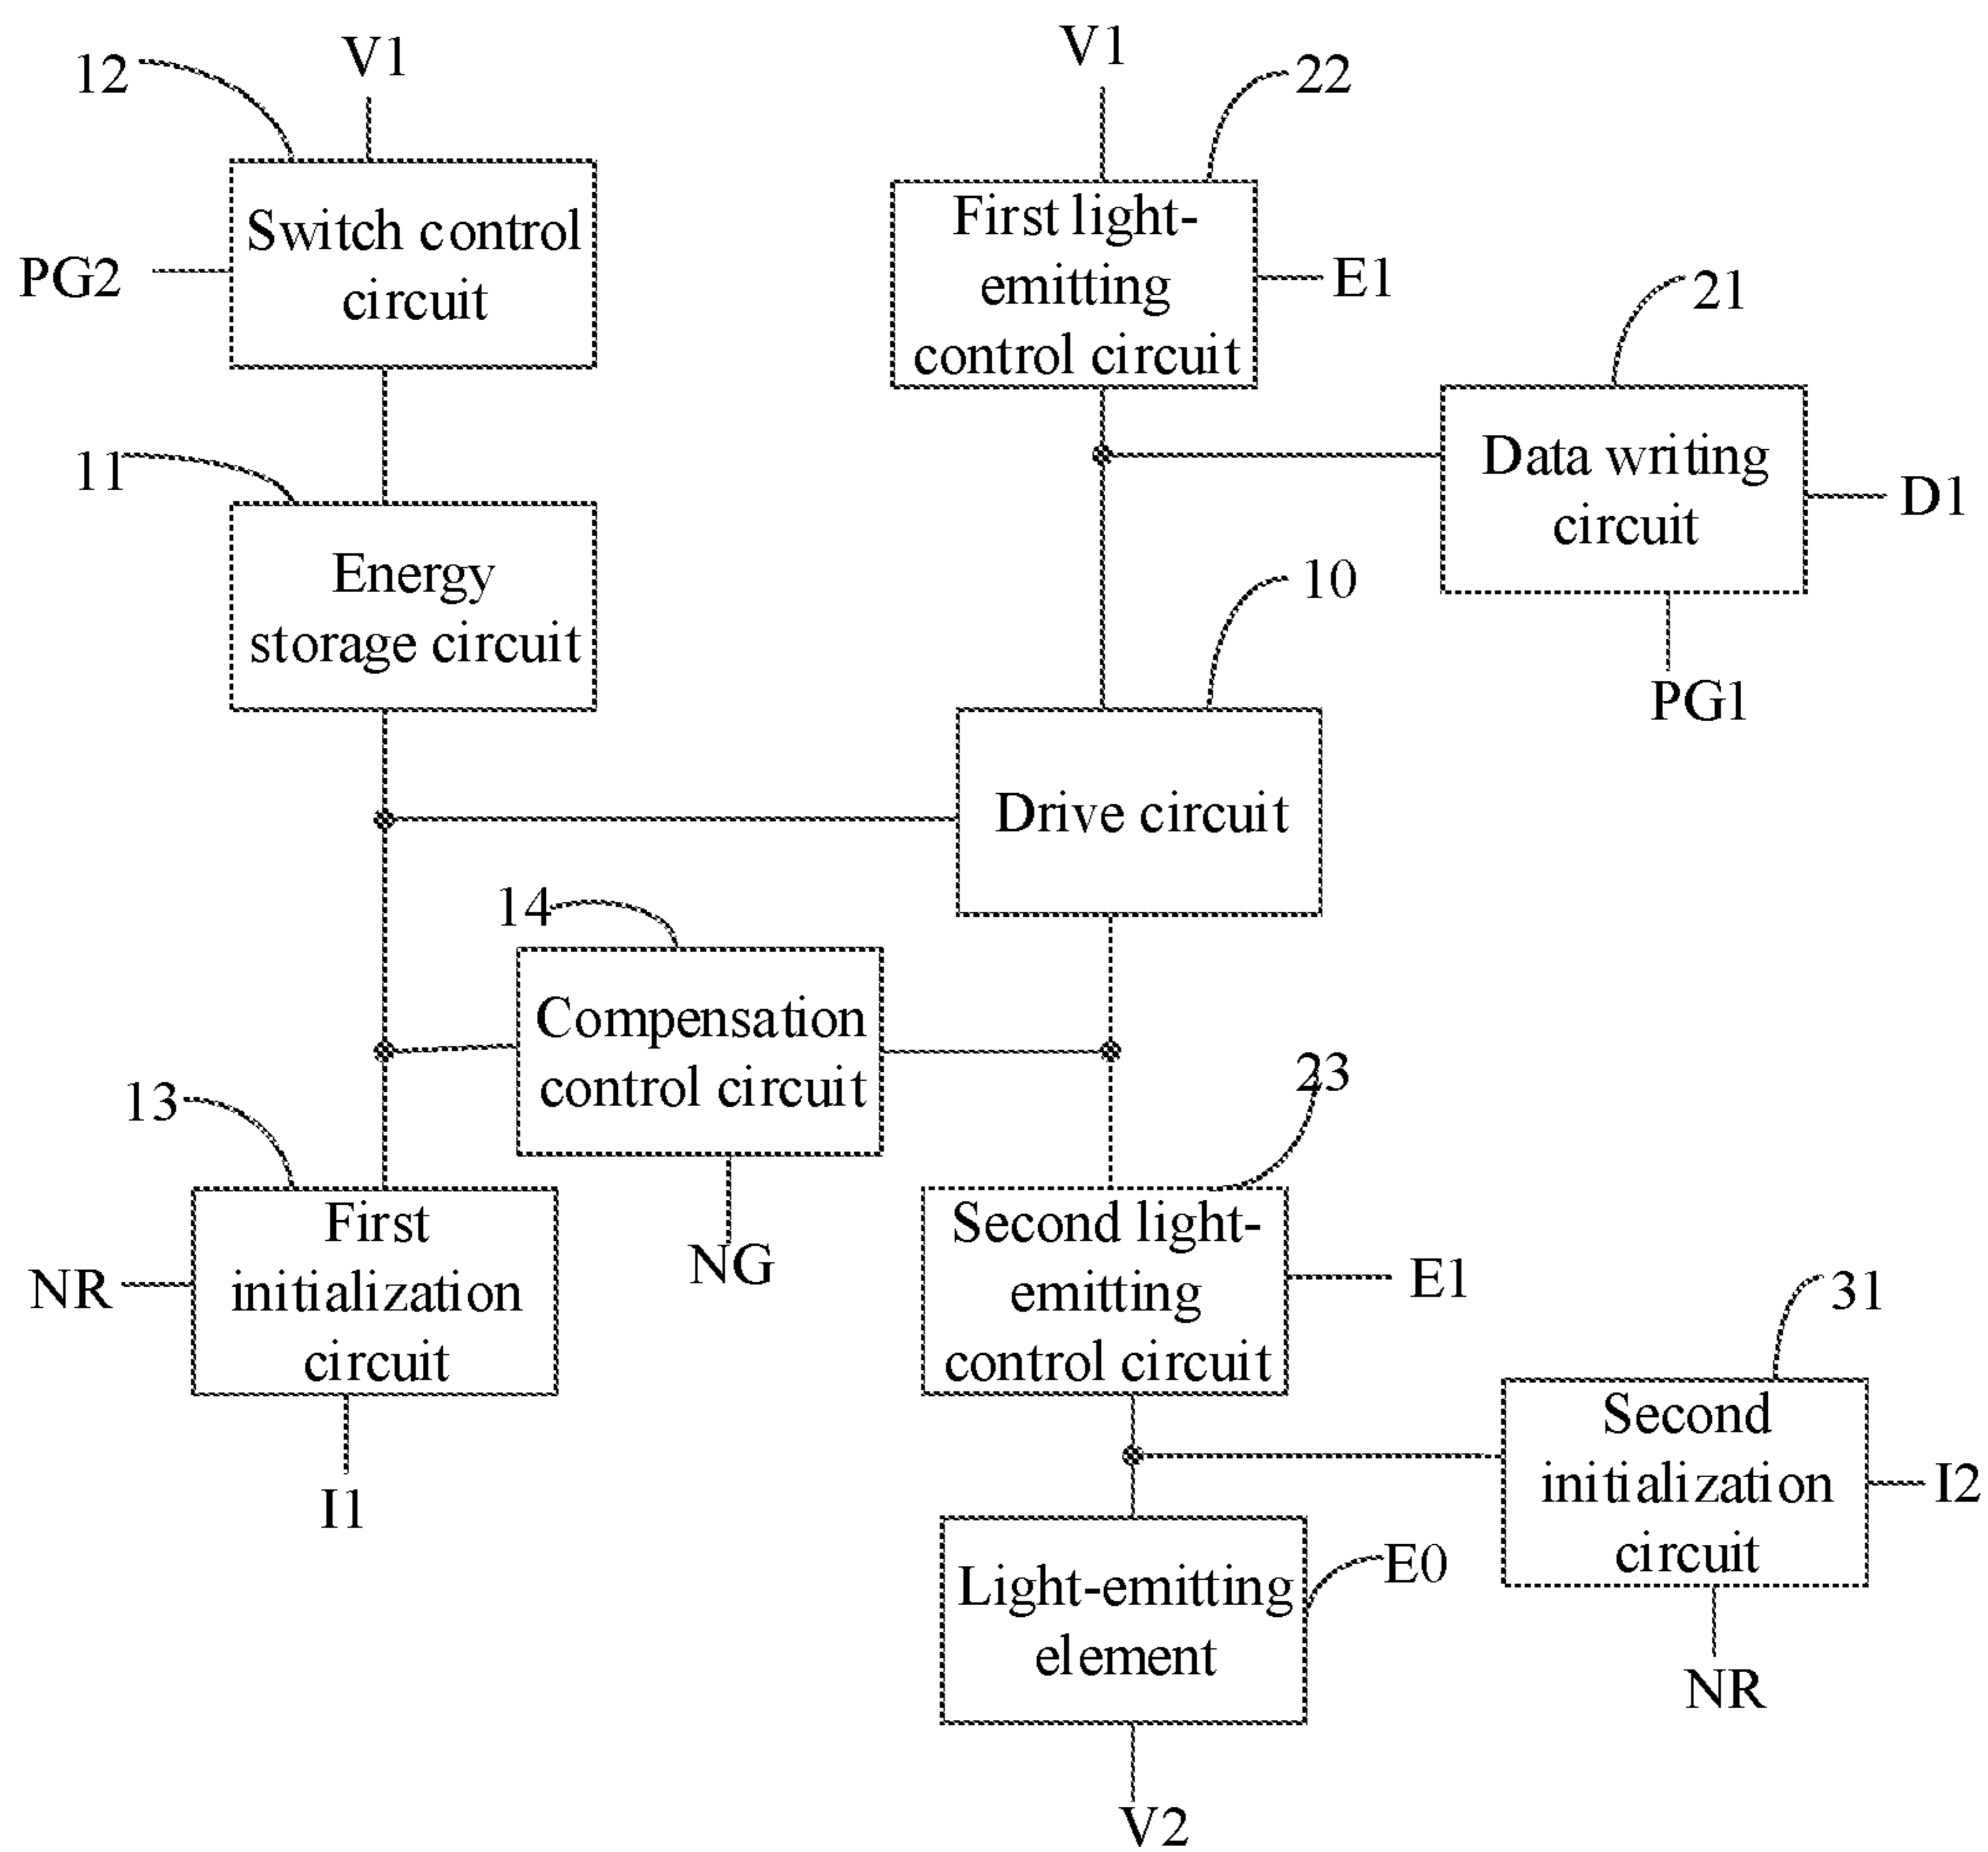 12
V1
V1
22
Switch control
circuit
PG2
First light-
emitting
control circuit
E1
21
11
Data writing
circuit
D1
Energy
storage circuit
10
PG1
Drive circuit
14
Compensation
control circuit
23
13
First
initialization
circuit
NR
NG
Second light-
emitting
control circuit
E1
31
Second
initialization
circuit
I2
I1
Light-emitting
element
E0
NR
V2